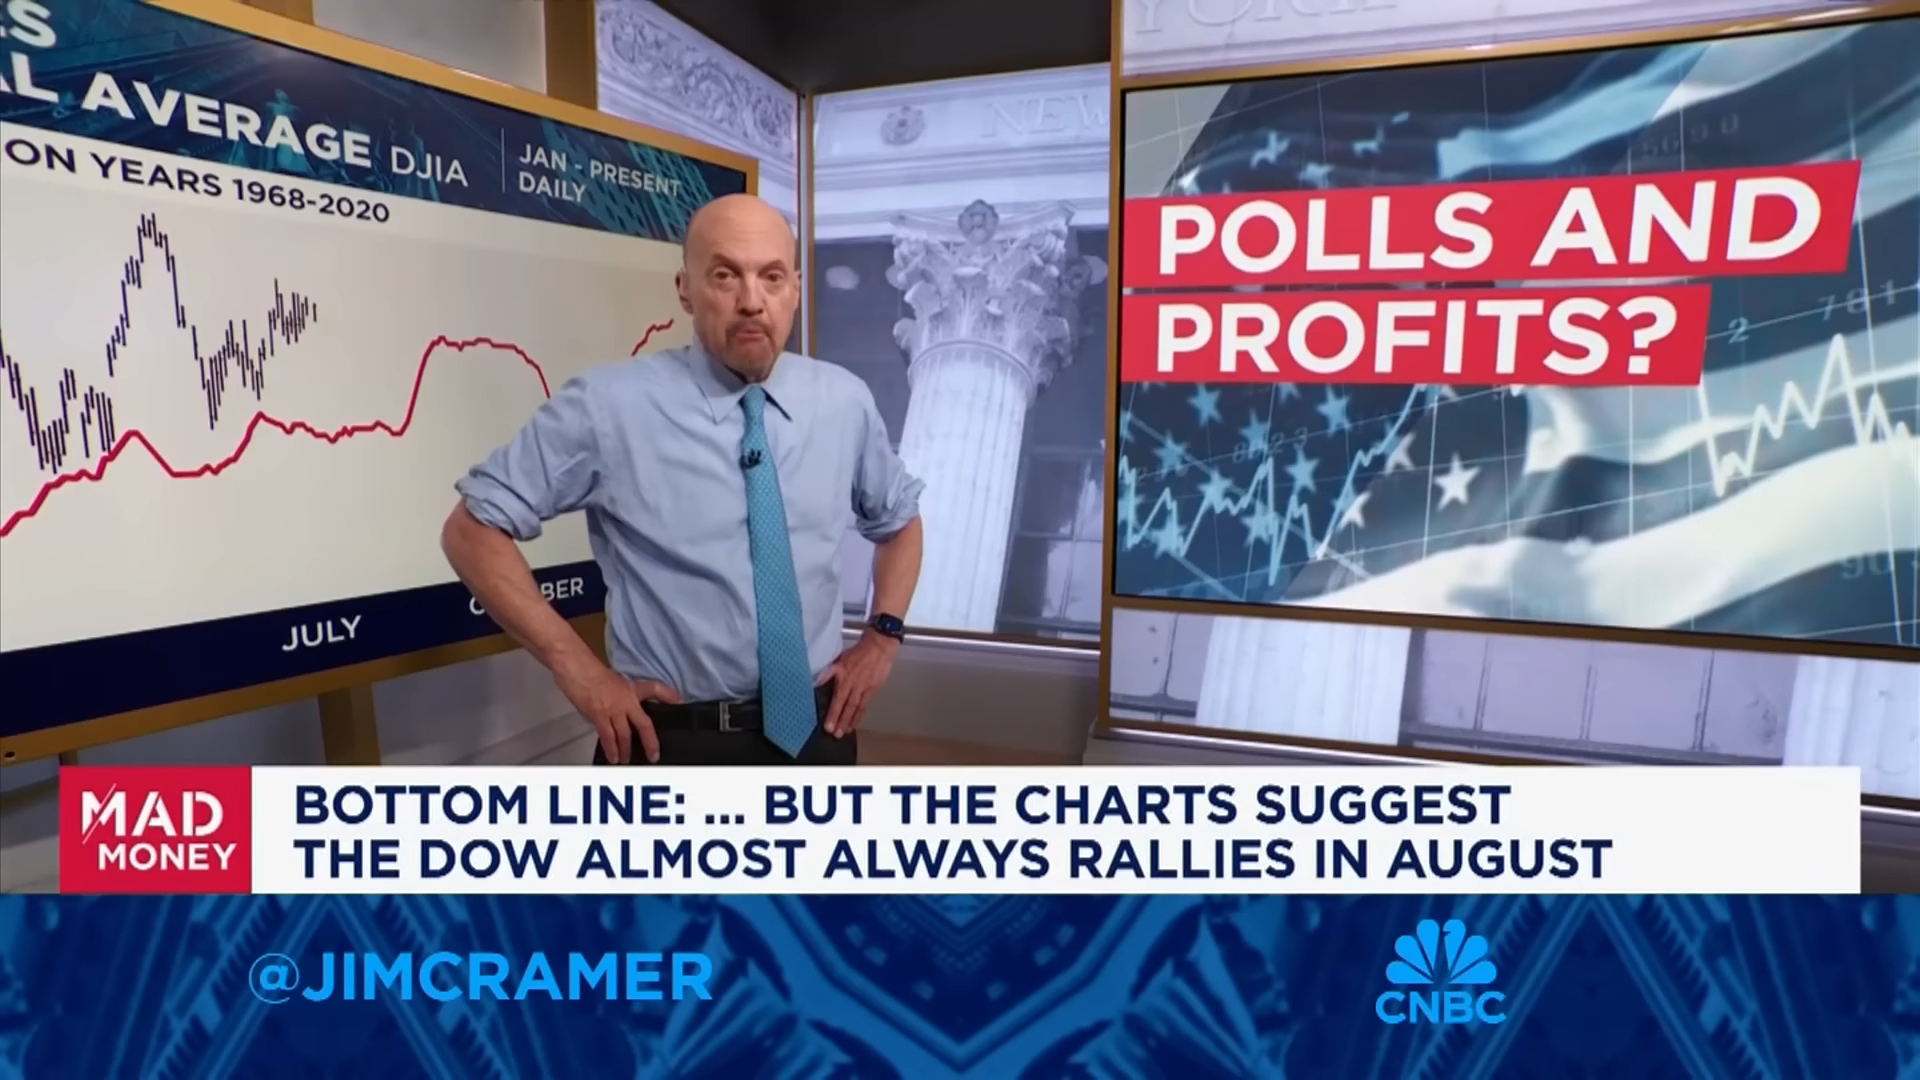 S
L AVERAGE DJIA
JAN - PRESENT
DAILY
ON YEARS 1968-2020
JULY
NEW
POLLS AND
PROFITS?
MAD
MONEY
BOTTOM LINE: ... BUT THE CHARTS SUGGEST
THE DOW ALMOST ALWAYS RALLIES IN AUGUST
@JIMCRAMER
CNBC